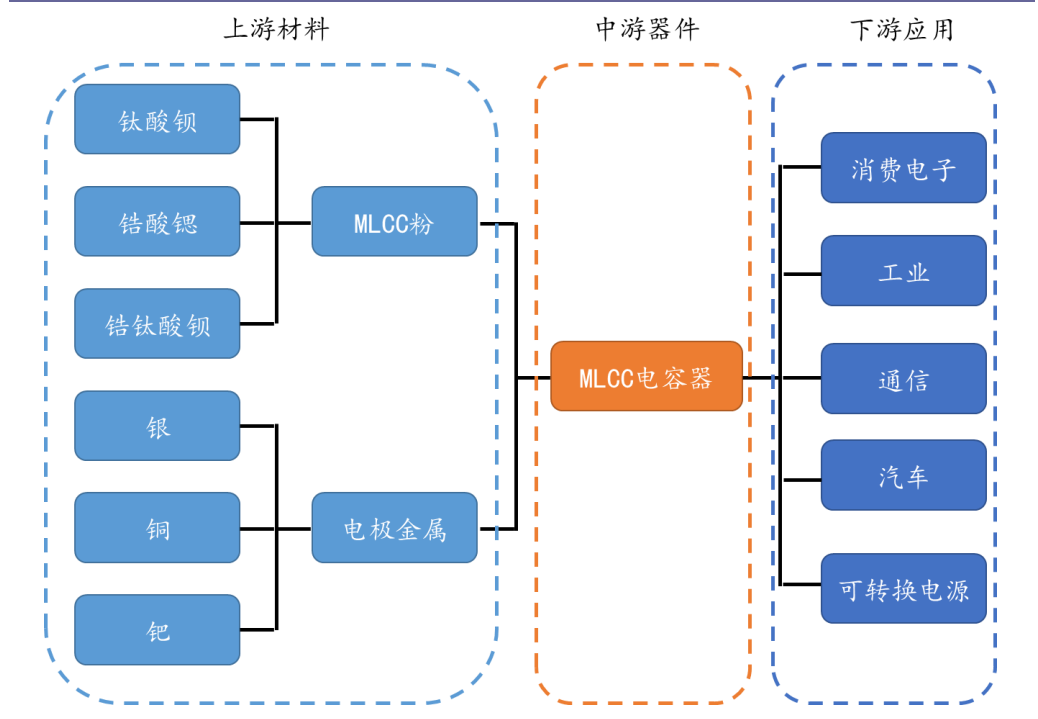 上游材料
中游器件
下游应用
钛酸钡
锆酸锶
锆钛酸钡
银
铜
钯
MLCC粉
电极金属
MLCC电容器
消费电子
工业
通信
汽车
可转换电源